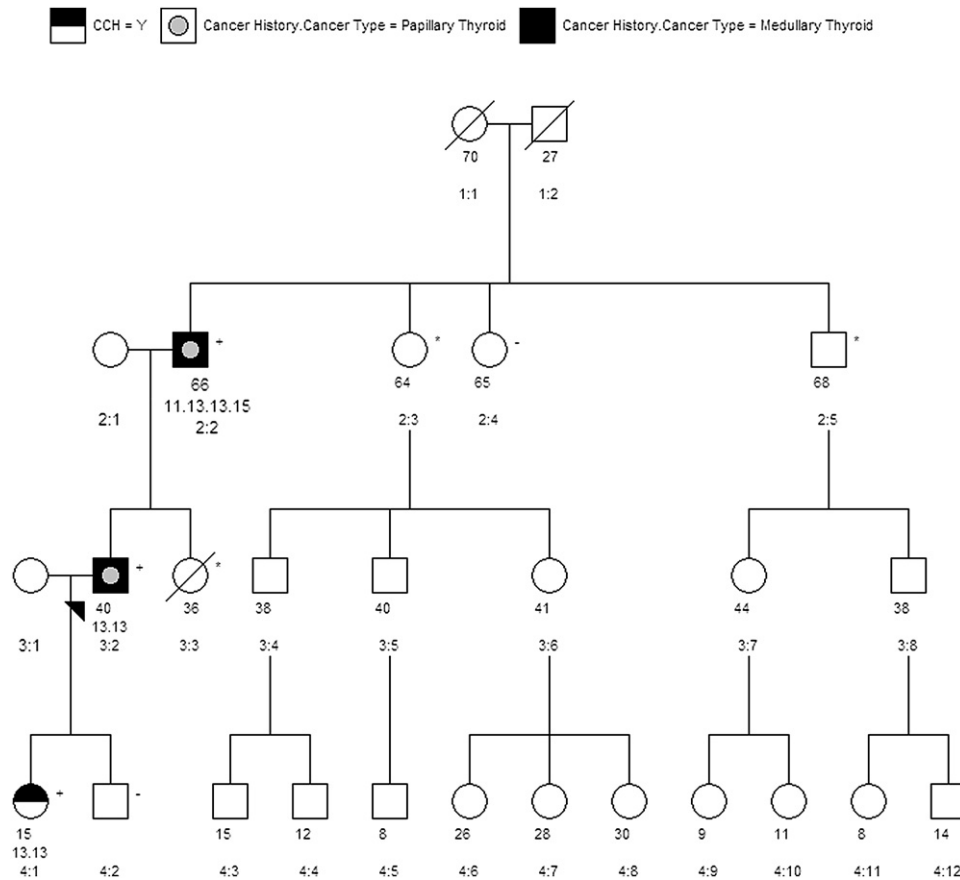 CCH = Y Cancer History.Cancer Type = Papillary Thyroid Cancer History.Cancer Type = Medullary Thyroid
70 27
1:1 1:2
+ * - *
66 64 65 68
11.13.13.15
2:1 2:2 2:3 2:4 2:5
+ *
40 36 38 40 41 44 38
13.13
3:1 3:2 3:3 3:4 3:5 3:6 3:7 3:8
+ -
15 15 12 8 26 28 30 9 11 8 14
13.13
4:1 4:2 4:3 4:4 4:5 4:6 4:7 4:8 4:9 4:10 4:11 4:12